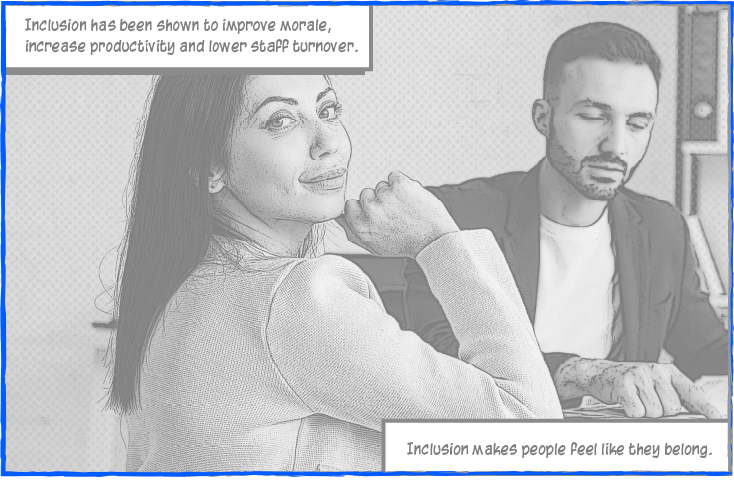 Inclusion has been shown to improve morale,
increase productivity and lower staff turnover.
Inclusion makes people feel like they belong.